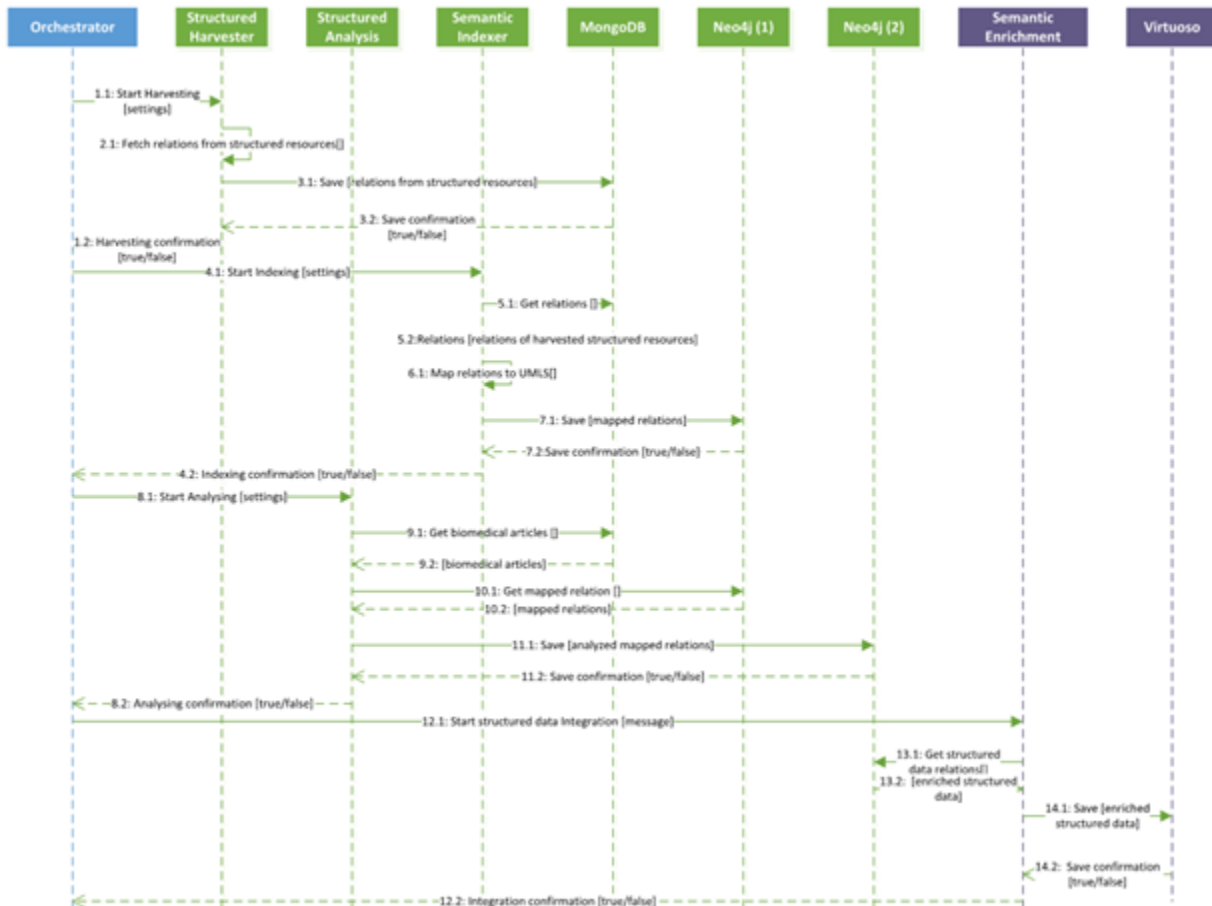 Orchestrator
Structured
Harvester
Structured
Analysis
Semantic
Indexer
MongoDB
Neo4j (1)
Neo4j (2)
Semantic
Enrichment
Virtuoso
1.1: Start Harvesting
[settings]
2.1: Fetch relations from structured resources[]
3.1: Save [relations from structured resources]
3.2: Save confirmation
[true/false]
1.2: Harvesting confirmation
[true/false]
4.1: Start Indexing [settings]
5.1: Get relations []
5.2:Relations [relations of harvested structured resources]
6.1: Map relations to UMLS[]
7.1: Save [mapped relations]
7.2:Save confirmation [true/false]
4.2: Indexing confirmation [true/false]
8.1: Start Analysing [settings]
9.1: Get biomedical articles []
9.2: [biomedical articles]
10.1: Get mapped relation []
10.2: [mapped relations]
11.1: Save [analyzed mapped relations]
11.2: Save confirmation [true/false]
8.2: Analysing confirmation [true/false]
12.1: Start structured data Integration [message]
13.1: Get structured
data relations[]
13.2: [enriched structured
data]
14.1: Save [enriched
structured data]
14.2: Save confirmation
[true/false]
12.2: Integration confirmation [true/false]